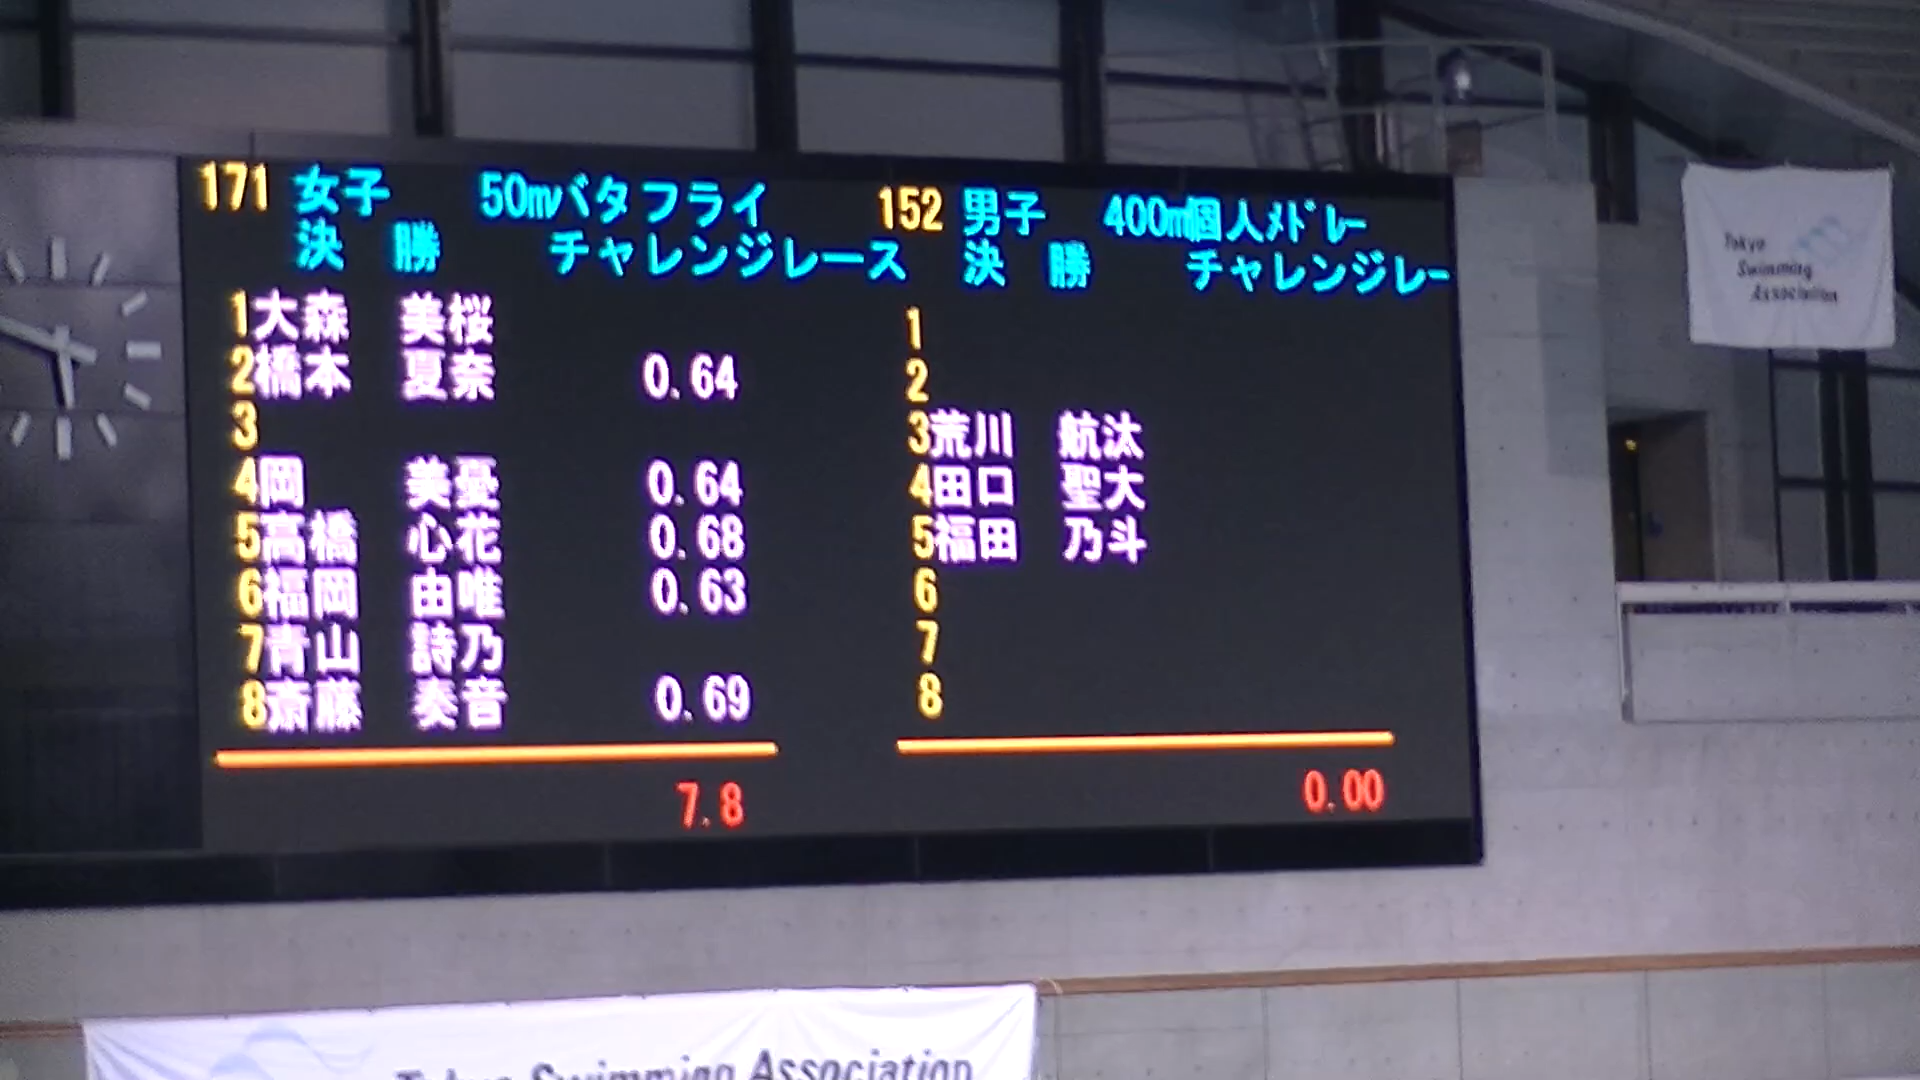 171 女子 50mバタフライ
決 勝 チャレンジレース
1 大森 美桜
2 橋本 夏奈 0.64
3
4 岡 美憂 0.64
5 高橋 心花 0.68
6 福岡 由唯 0.63
7 青山 詩乃
8 斎藤 奏音 0.69
7.8
152 男子 400m個人メドレー
決 勝 チャレンジレー
1
2
3 荒川 航汰
4 田口 聖大
5 福田 乃斗
6
7
8
0.00
Tokyo
Swimming
Association
Tokyo Swimming Association